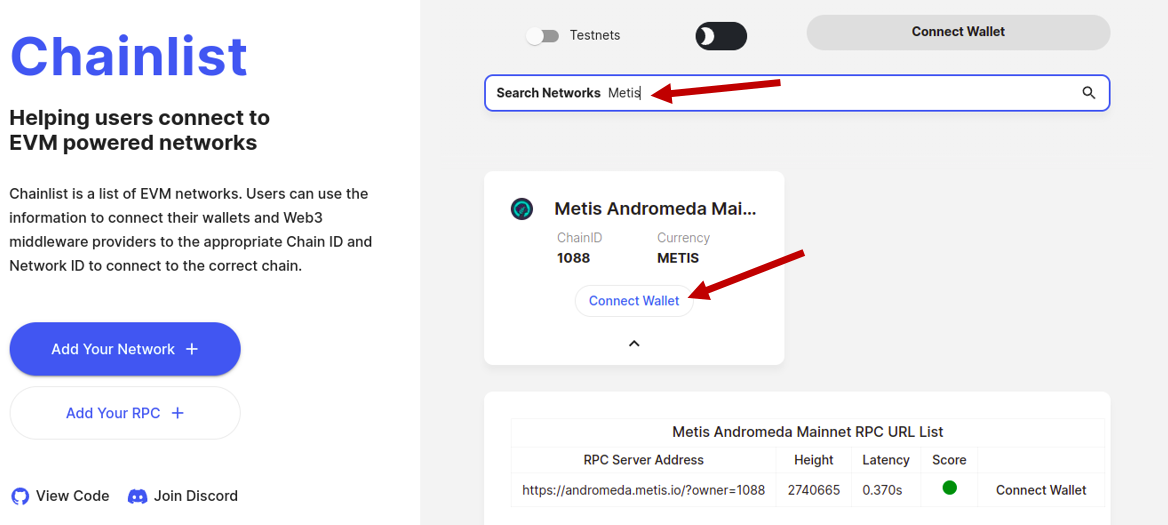 Chainlist
Helping users connect to
EVM powered networks
Chainlist is a list of EVM networks. Users can use the
information to connect their wallets and Web3
middleware providers to the appropriate Chain ID and
Network ID to connect to the correct chain.
Add Your Network +
Add Your RPC +
View Code Join Discord
Testnets
Connect Wallet
Search Networks Metis
Metis Andromeda Mai...
ChainID Currency
1088 METIS
Connect Wallet
Metis Andromeda Mainnet RPC URL List
RPC Server Address Height Latency Score
https://andromeda.metis.io/?owner=1088 2740665 0.370s Connect Wallet